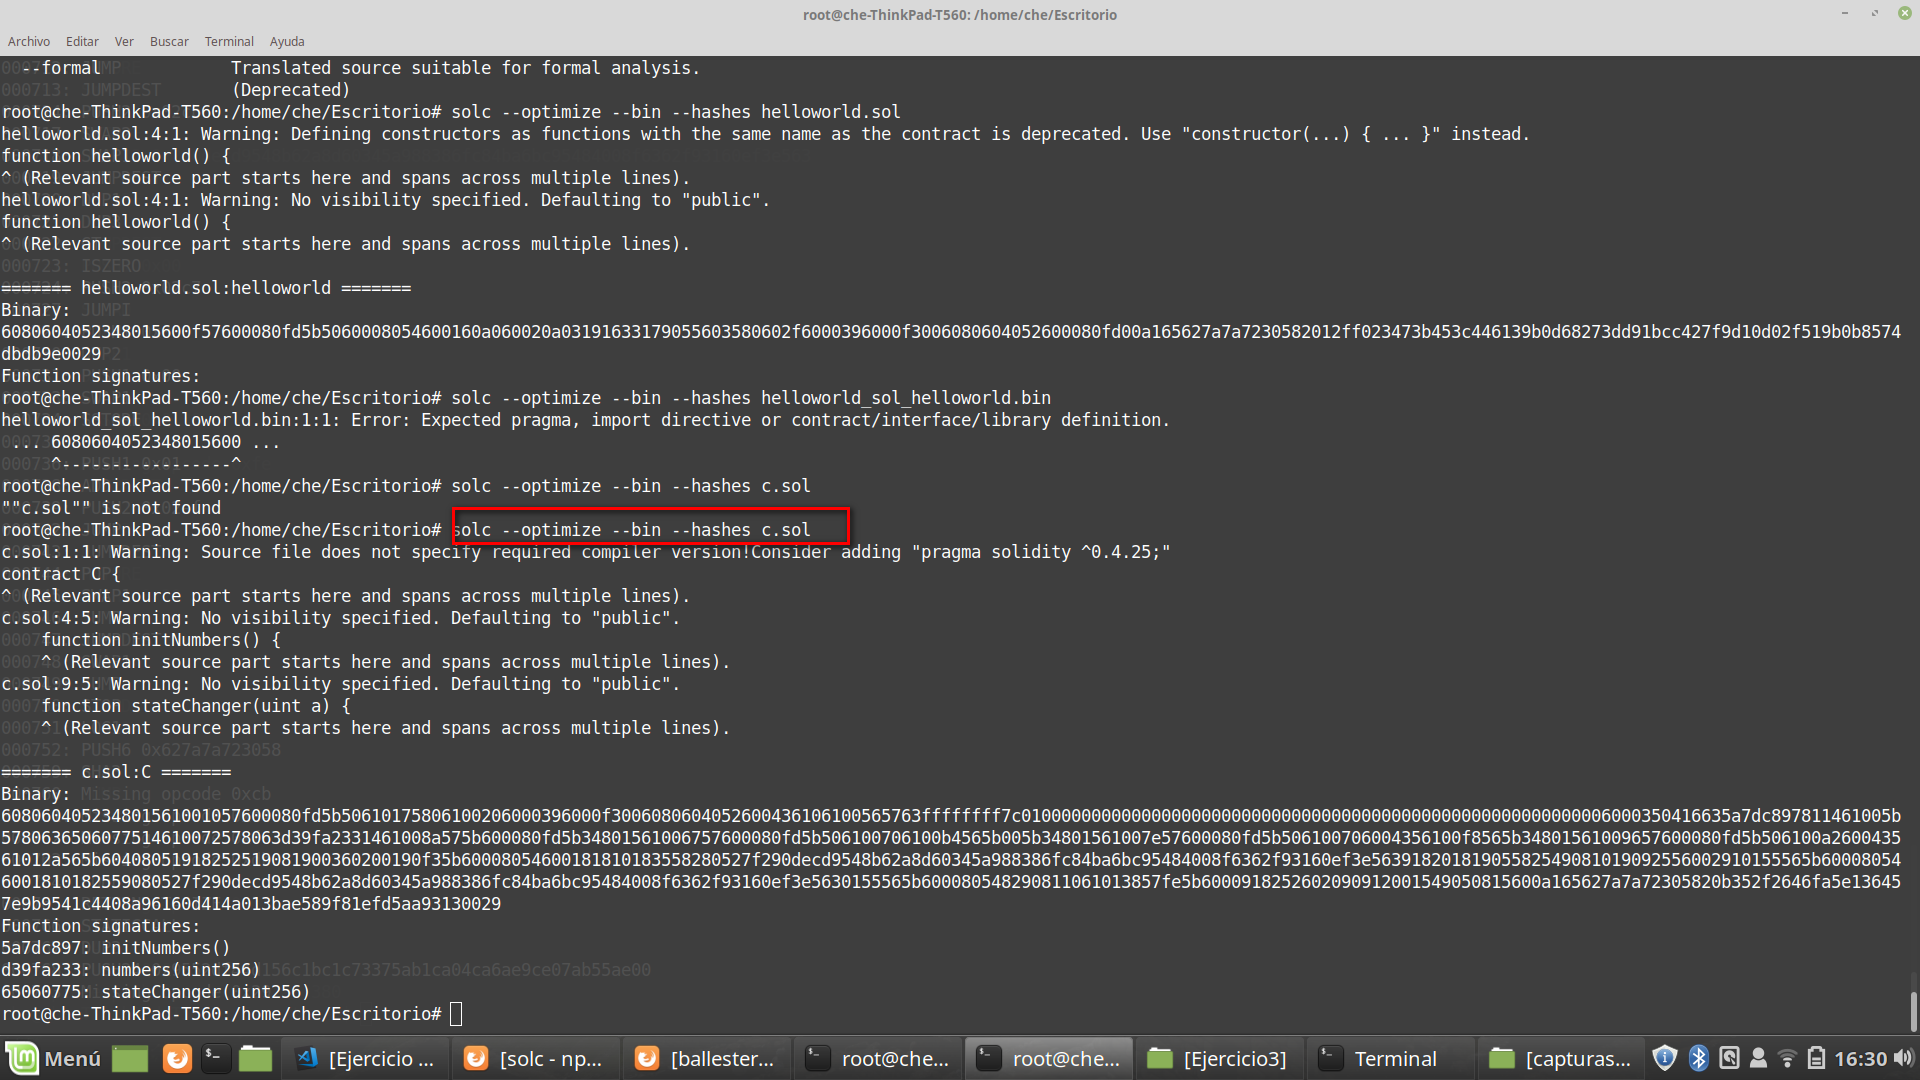 root@che-ThinkPad-T560: /home/che/Escritorio
Archivo Editar Ver Buscar Terminal Ayuda
--formal Translated source suitable for formal analysis.
(Deprecated)
root@che-ThinkPad-T560:/home/che/Escritorio# solc --optimize --bin --hashes helloworld.sol
helloworld.sol:4:1: Warning: Defining constructors as functions with the same name as the contract is deprecated. Use "constructor(...) { ... }" instead.
function helloworld() {
^ (Relevant source part starts here and spans across multiple lines).
helloworld.sol:4:1: Warning: No visibility specified. Defaulting to "public".
function helloworld() {
^ (Relevant source part starts here and spans across multiple lines).
======= helloworld.sol:helloworld =======
Binary:
6080604052348015600f57600080fd5b5060008054600160a060020a03191633179055603580602f6000396000f3006080604052600080fd00a165627a7a7230582012ff023473b453c446139b0d68273dd91bcc427f9d10d02f519b0b8574
dbdb9e0029
Function signatures:
root@che-ThinkPad-T560:/home/che/Escritorio# solc --optimize --bin --hashes helloworld_sol_helloworld.bin
helloworld_sol_helloworld.bin:1:1: Error: Expected pragma, import directive or contract/interface/library definition.
... 6080604052348015600 ...
^-----------------^
root@che-ThinkPad-T560:/home/che/Escritorio# solc --optimize --bin --hashes c.sol
""c.sol"" is not found
root@che-ThinkPad-T560:/home/che/Escritorio# solc --optimize --bin --hashes c.sol
c.sol:1:1: Warning: Source file does not specify required compiler version!Consider adding "pragma solidity ^0.4.25;"
contract C {
^ (Relevant source part starts here and spans across multiple lines).
c.sol:4:5: Warning: No visibility specified. Defaulting to "public".
function initNumbers() {
^ (Relevant source part starts here and spans across multiple lines).
c.sol:9:5: Warning: No visibility specified. Defaulting to "public".
function stateChanger(uint a) {
^ (Relevant source part starts here and spans across multiple lines).
======= c.sol:C =======
Binary:
608060405234801561001057600080fd5b50610175806100206000396000f3006080604052600436106100565763ffffffff7c01000000000000000000000000000000000000000000000000000000006000350416635a7dc897811461005b
5780636506077514610072578063d39fa2331461008a575b600080fd5b34801561006757600080fd5b506100706100b4565b005b34801561007e57600080fd5b506100706004356100f8565b34801561009657600080fd5b506100a2600435
61012a565b60408051918252519081900360200190f35b60008054600181810183558280527f290decd9548b62a8d60345a988386fc84ba6bc95484008f6362f93160ef3e56391820181905582549081019092556002910155565b60008054
6001810182559080527f290decd9548b62a8d60345a988386fc84ba6bc95484008f6362f93160ef3e5630155565b600080548290811061013857fe5b6000918252602090912001549050815600a165627a7a72305820b352f2646fa5e13645
7e9b9541c4408a96160d414a013bae589f81efd5aa93130029
Function signatures:
5a7dc897: initNumbers()
d39fa233: numbers(uint256)
65060775: stateChanger(uint256)
root@che-ThinkPad-T560:/home/che/Escritorio#
Menú [Ejercicio ... [solc - np... [ballester... root@che... root@che... [Ejercicio3] Terminal [capturas... 16:30